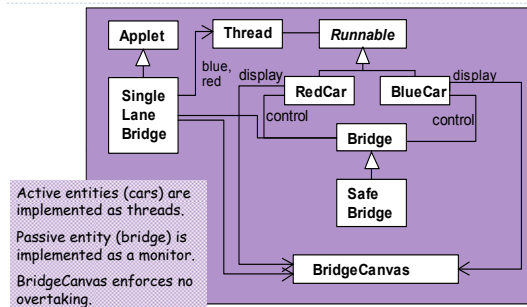 Applet
Thread
Runnable
blue,
red
display
display
Single
Lane
Bridge
RedCar
BlueCar
control
control
Bridge
Safe
Bridge
Active entities (cars) are
implemented as threads.
Passive entity (bridge) is
implemented as a monitor.
BridgeCanvas enforces no
overtaking.
BridgeCanvas